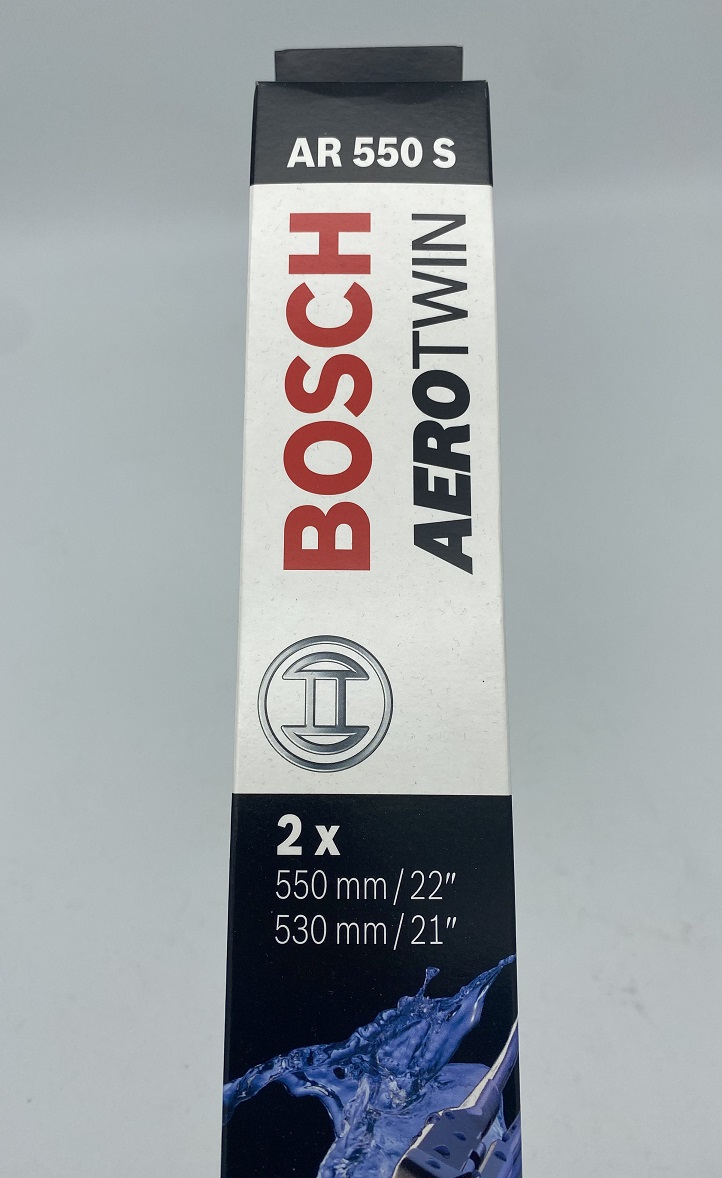 AR 550 S
BOSCH
AEROTWIN
2 x
550 mm / 22"
530 mm / 21"